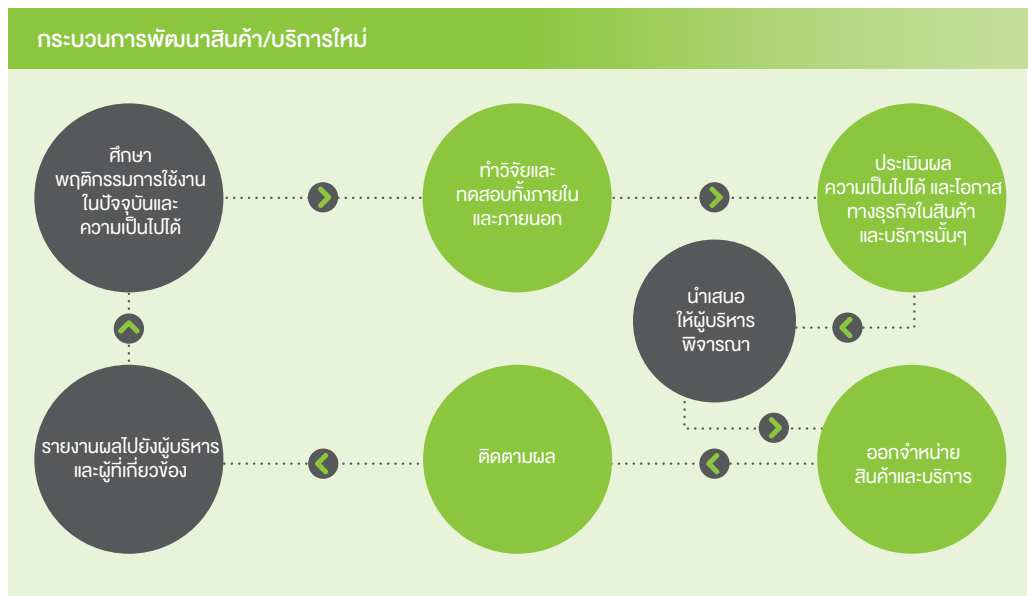 กระบวนการพัฒนาสินค้า/บริการใหม่
ศึกษา
พฤติกรรมการใช้งาน
ในปัจจุบันและ
ความเป็นไปได้
ทำวิจัยและ
ทดสอบทั้งภายใน
และภายนอก
ประเมินผล
ความเป็นไปได้ และโอกาส
ทางธุรกิจในสินค้า
และบริการนั้นๆ
นำเสนอ
ให้ผู้บริหาร
พิจารณา
ออกจำหน่าย
สินค้าและบริการ
ติดตามผล
รายงานผลไปยังผู้บริหาร
และผู้ที่เกี่ยวข้อง